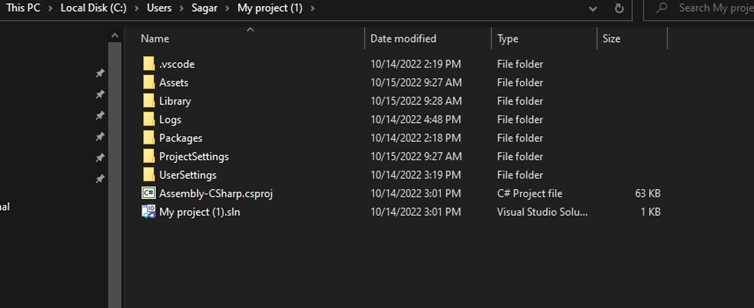 This PC > Local Disk (C:) > Users > Sagar > My project (1) > Search My proje
Name Date modified Type Size
.vscode 10/14/2022 2:19 PM File folder
Assets 10/15/2022 9:27 AM File folder
Library 10/15/2022 9:28 AM File folder
Logs 10/14/2022 4:48 PM File folder
Packages 10/14/2022 2:18 PM File folder
ProjectSettings 10/15/2022 9:27 AM File folder
UserSettings 10/14/2022 3:19 PM File folder
Assembly-CSharp.csproj 10/14/2022 3:01 PM C# Project file 63 KB
nal My project (1).sln 10/14/2022 3:01 PM Visual Studio Solu... 1 KB